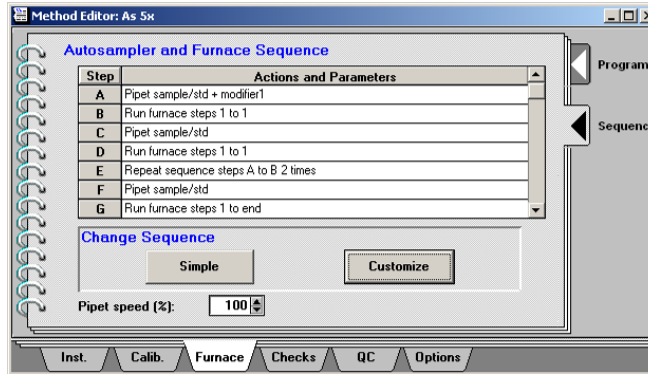 Method Editor: As 5x
Autosampler and Furnace Sequence
Step Actions and Parameters
A Pipet sample/std + modifier1
B Run furnace steps 1 to 1
C Pipet sample/std
D Run furnace steps 1 to 1
E Repeat sequence steps A to B 2 times
F Pipet sample/std
G Run furnace steps 1 to end
Change Sequence
Simple Customize
Pipet speed (%): 100
Program
Sequenc
Inst. Calib. Furnace Checks QC Options